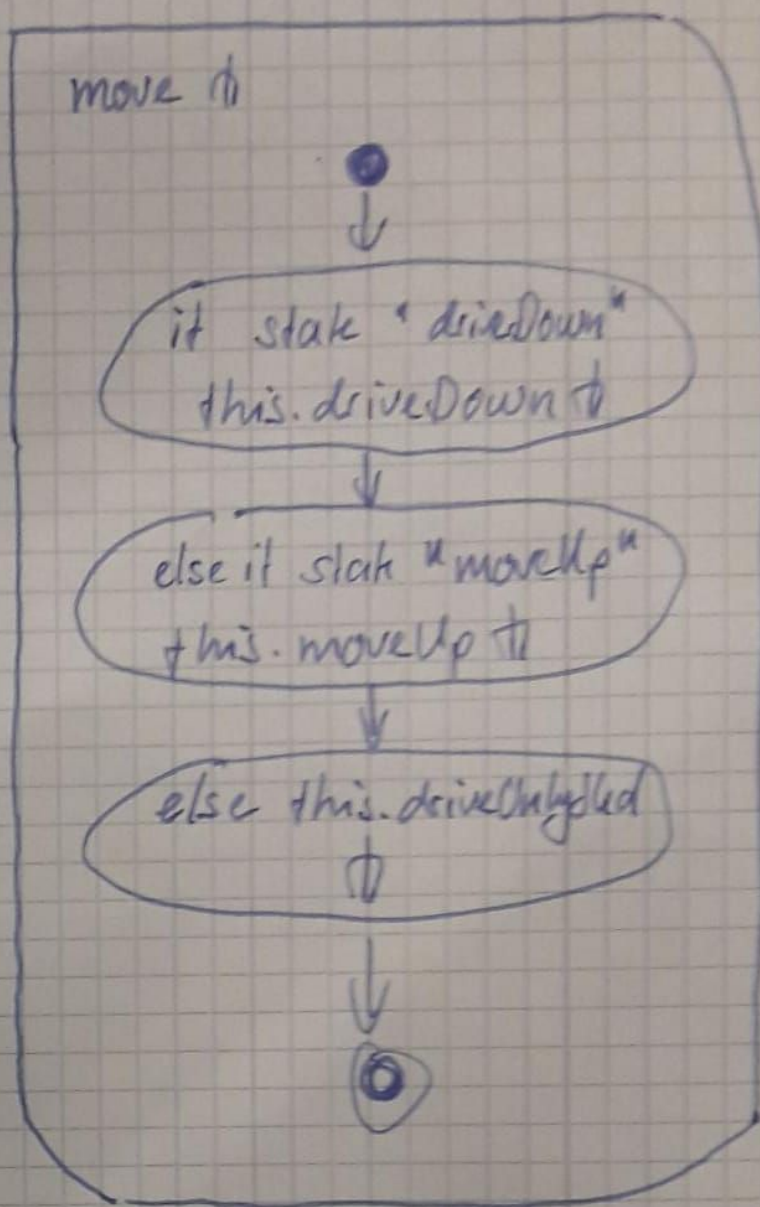 move ⋔
if state "driveDown"
this.driveDown ⋔
else if state "moveUp"
this.moveUp ⋔
else